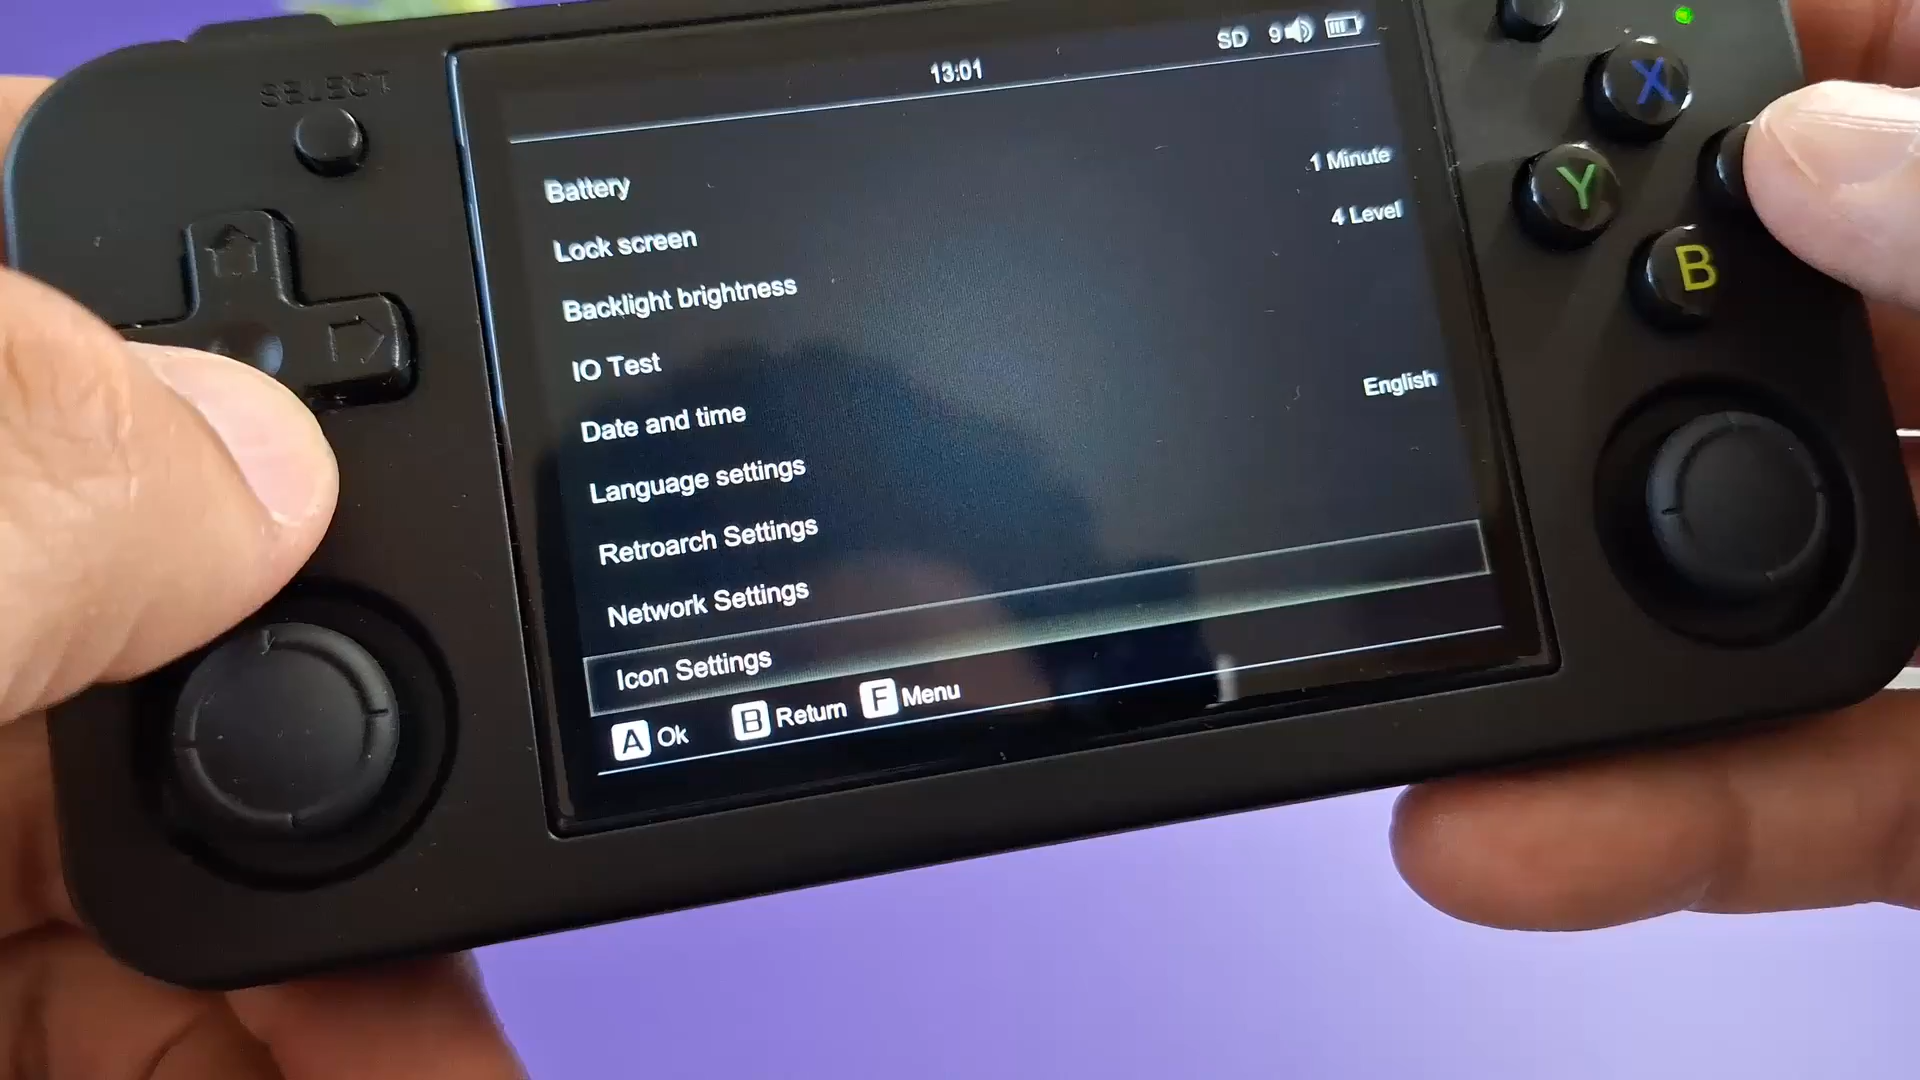 SELECT
SD 9
13:01
Battery
Lock screen 1 Minute
Backlight brightness 4 Level
IO Test
Date and time
Language settings English
Retroarch Settings
Network Settings
Icon Settings
A Ok B Return F Menu
X
Y
B